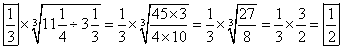 1/3 × ∛(11 1/4 ÷ 3 1/3) = 1/3 × ∛((45 × 3)/(4 × 10)) = 1/3 × ∛(27/8) = 1/3 × 3/2 = 1/2